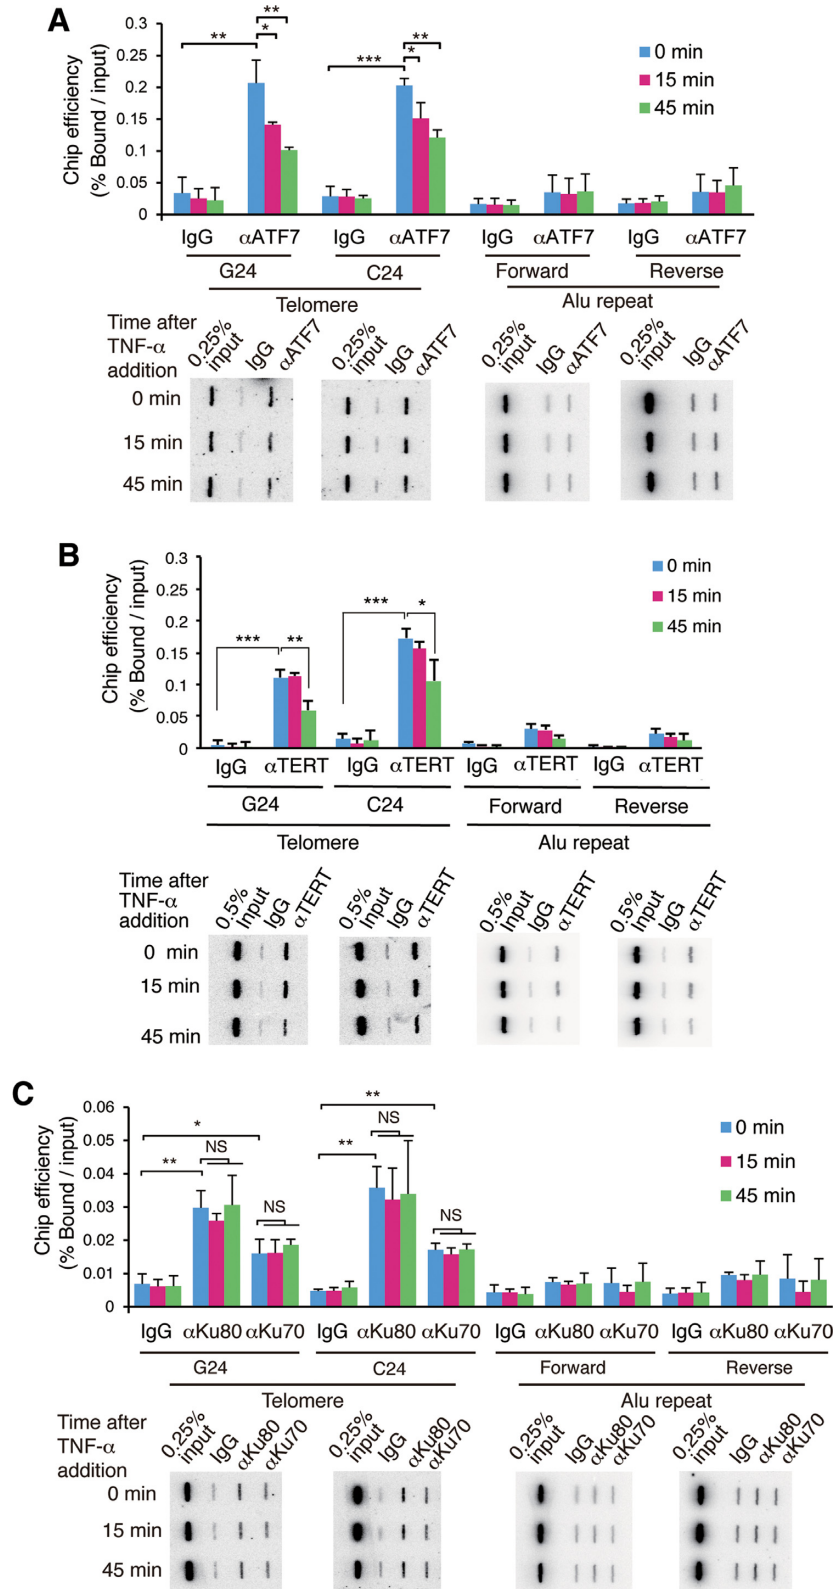 A
Chip efficiency
(% Bound / input)
0.3
0.25
0.2
0.15
0.1
0.05
0
** ** *
*** ** *
0 min
15 min
45 min
IgG αATF7 IgG αATF7 IgG αATF7 IgG αATF7
G24 C24 Forward Reverse
Telomere Alu repeat
Time after
TNF-α
addition
0.25% input IgG αATF7
0.25% input IgG αATF7
0.25% input IgG αATF7
0.25% input IgG αATF7
0 min
15 min
45 min
B
Chip efficiency
(% Bound / input)
0.3
0.25
0.2
0.15
0.1
0.05
0
*** **
*** *
0 min
15 min
45 min
IgG αTERT IgG αTERT IgG αTERT IgG αTERT
G24 C24 Forward Reverse
Telomere Alu repeat
Time after
TNF-α
addition
0.5% Input IgG αTERT
0.5% Input IgG αTERT
0.5% Input IgG αTERT
0.5% Input IgG αTERT
0 min
15 min
45 min
C
Chip efficiency
(% Bound / input)
0.06
0.05
0.04
0.03
0.02
0.01
0
* ** NS NS
** ** NS NS
0 min
15 min
45 min
IgG αKu80 αKu70 IgG αKu80 αKu70 IgG αKu80 αKu70 IgG αKu80 αKu70
G24 C24 Forward Reverse
Telomere Alu repeat
Time after
TNF-α
addition
0.25% input IgG αKu80 αKu70
0.25% input IgG αKu80 αKu70
0.25% input IgG αKu80 αKu70
0.25% input IgG αKu80 αKu70
0 min
15 min
45 min